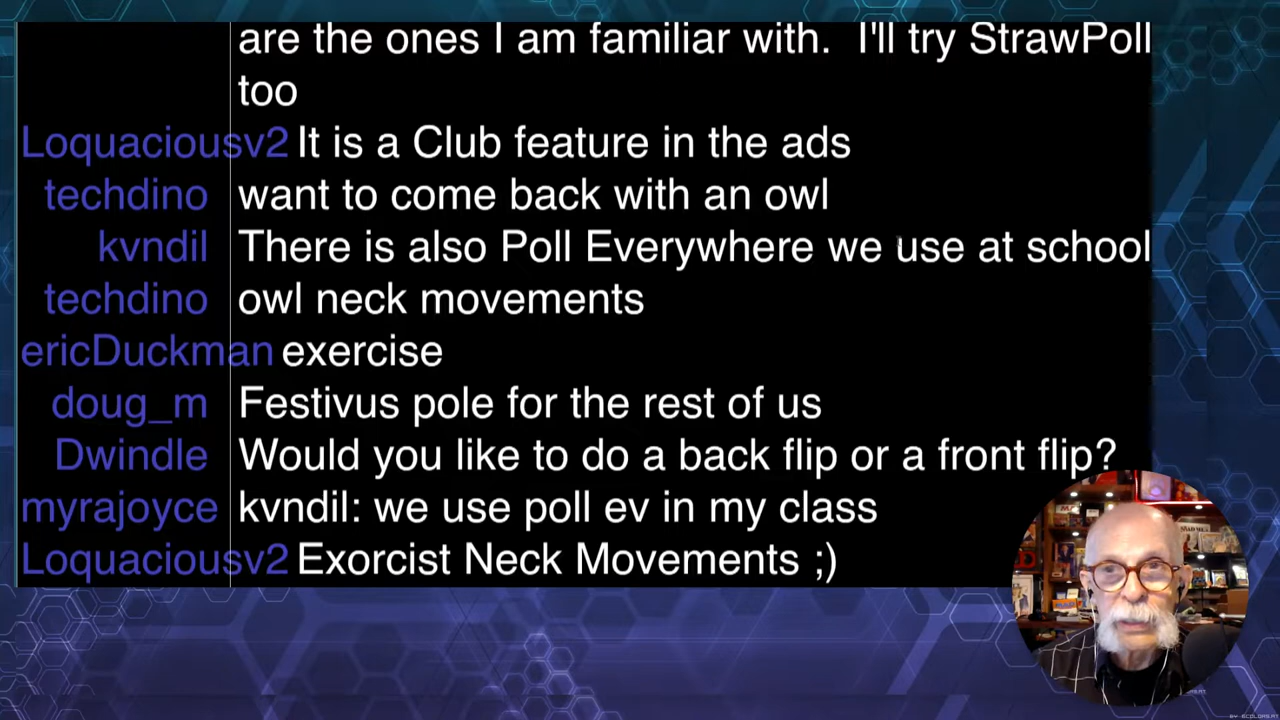 are the ones I am familiar with.  I'll try StrawPoll
too
Loquaciousv2 It is a Club feature in the ads
techdino want to come back with an owl
kvndil There is also Poll Everywhere we use at school
techdino owl neck movements
ericDuckman exercise
doug_m Festivus pole for the rest of us
Dwindle Would you like to do a back flip or a front flip?
myrajoyce kvndil: we use poll ev in my class
Loquaciousv2 Exorcist Neck Movements ;)